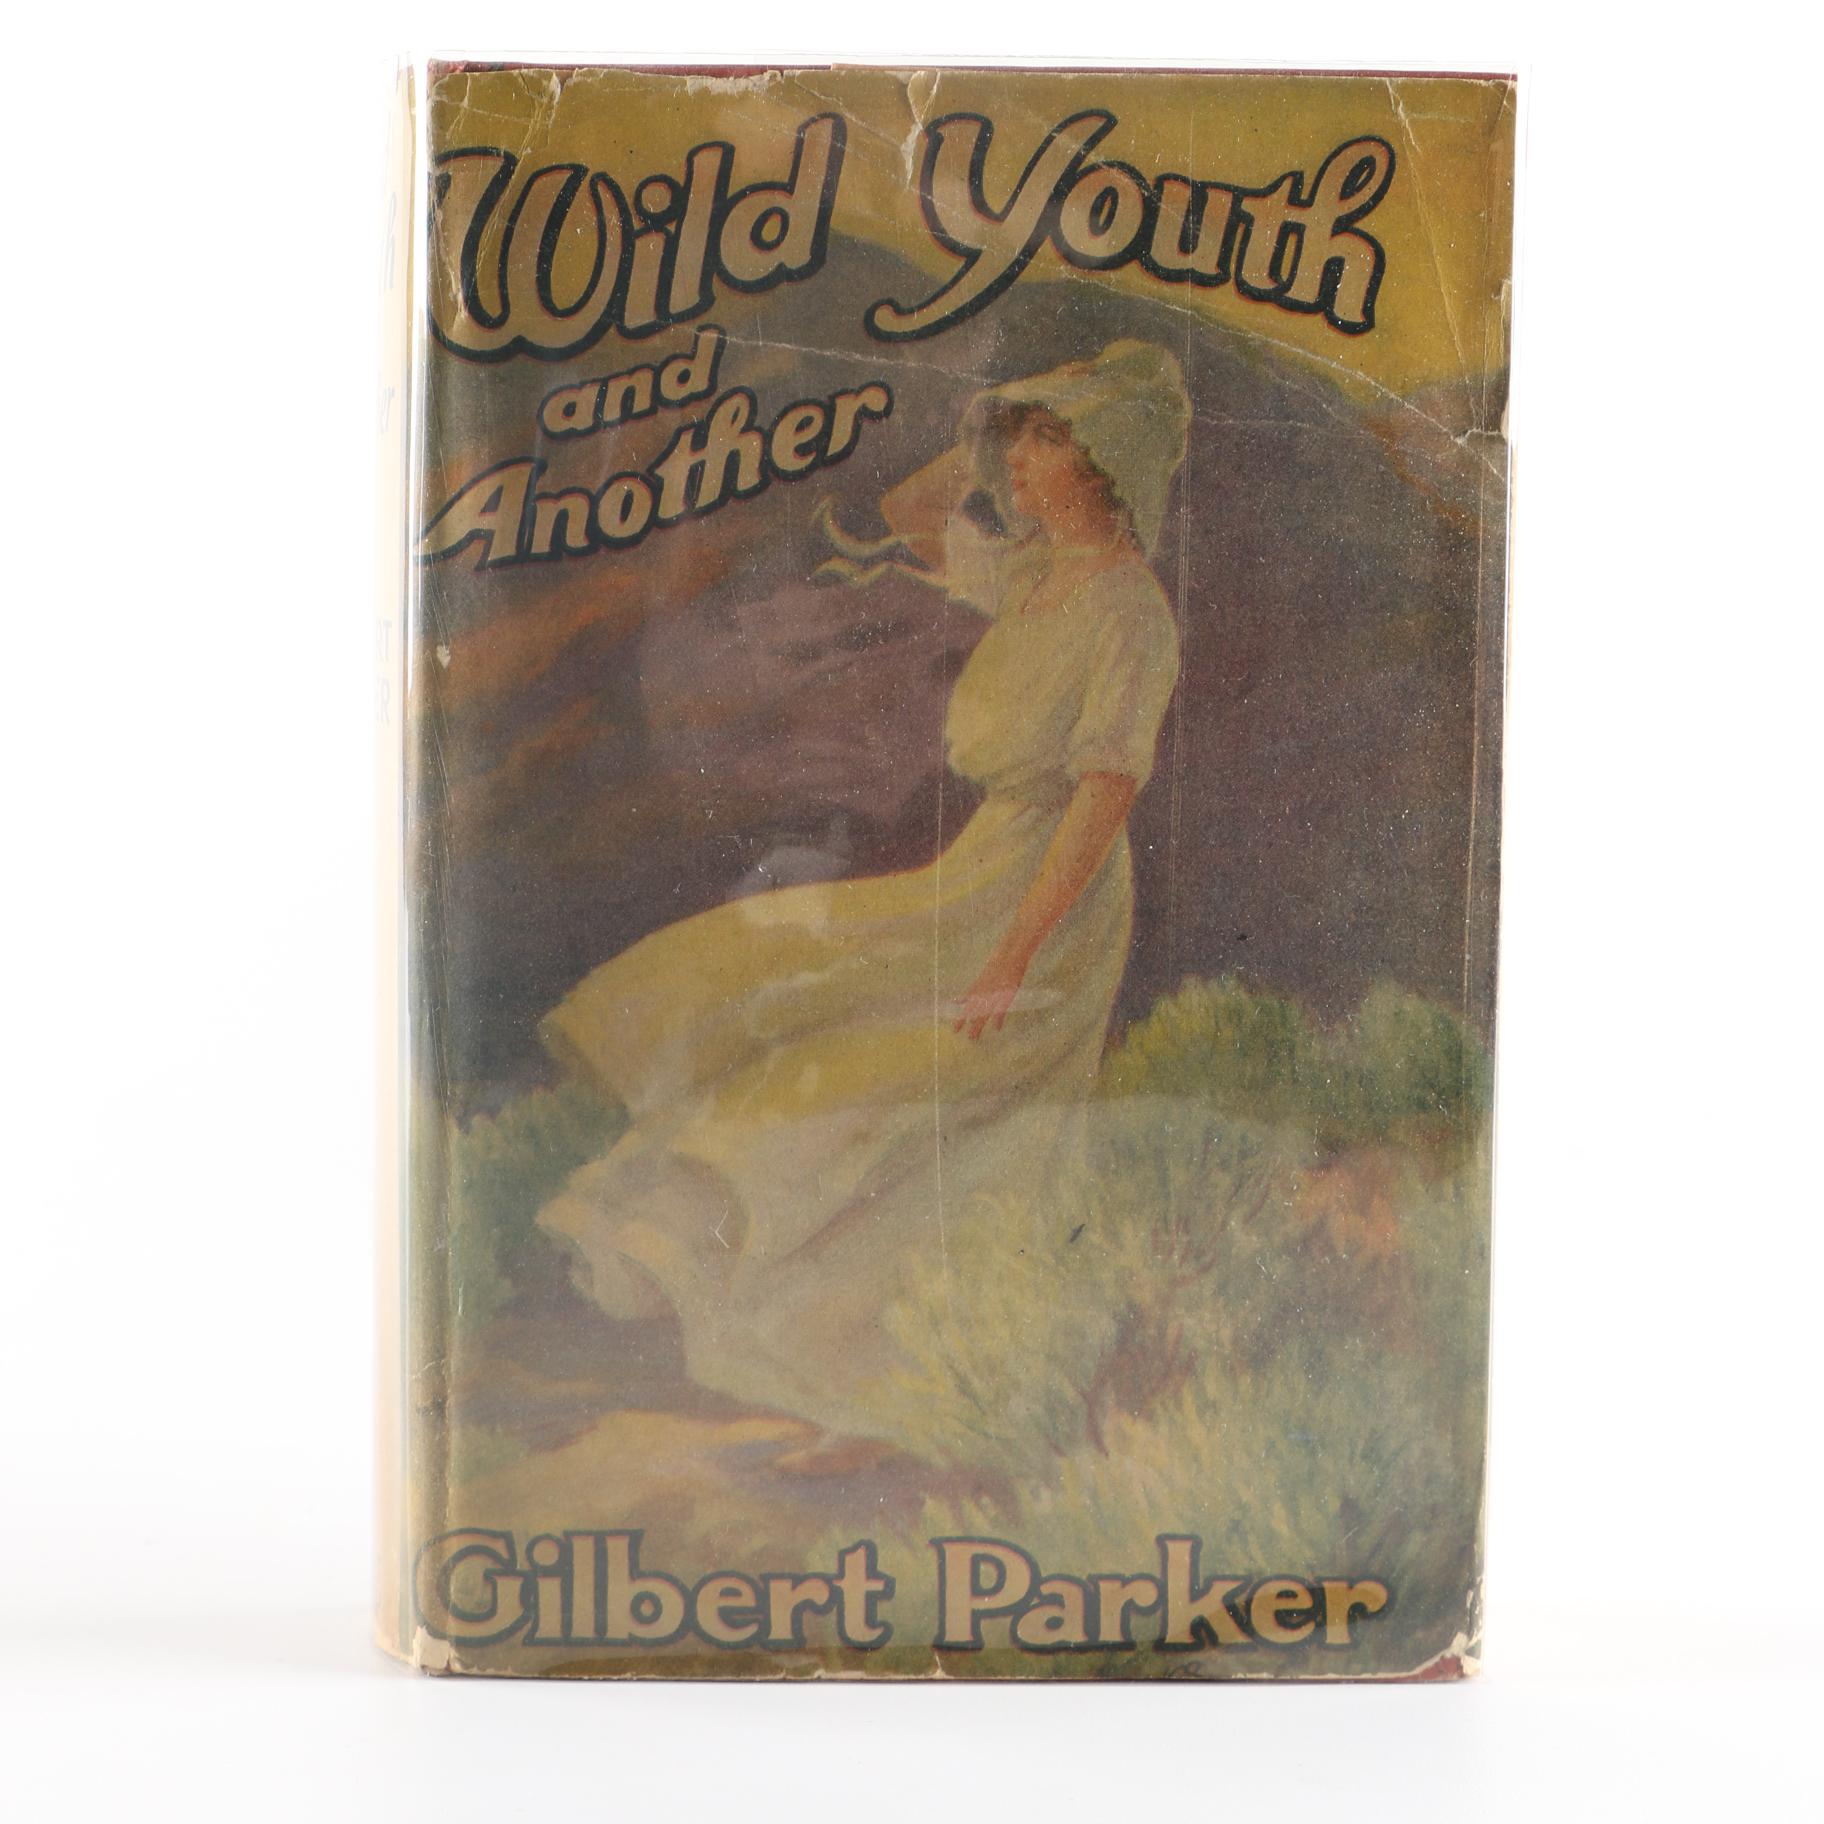 Wild Youth
and
Another
Gilbert Parker